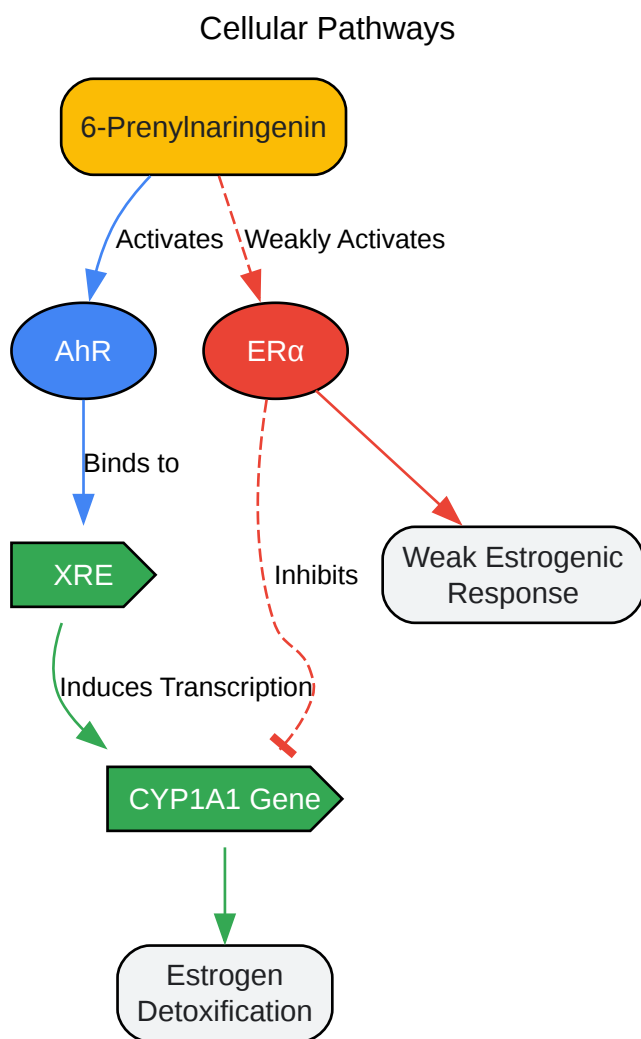 Cellular Pathways
6-Prenylnaringenin
Activates
Weakly Activates
AhR
ERα
Binds to
XRE
Weak Estrogenic
Response
Inhibits
Induces Transcription
CYP1A1 Gene
Estrogen
Detoxification